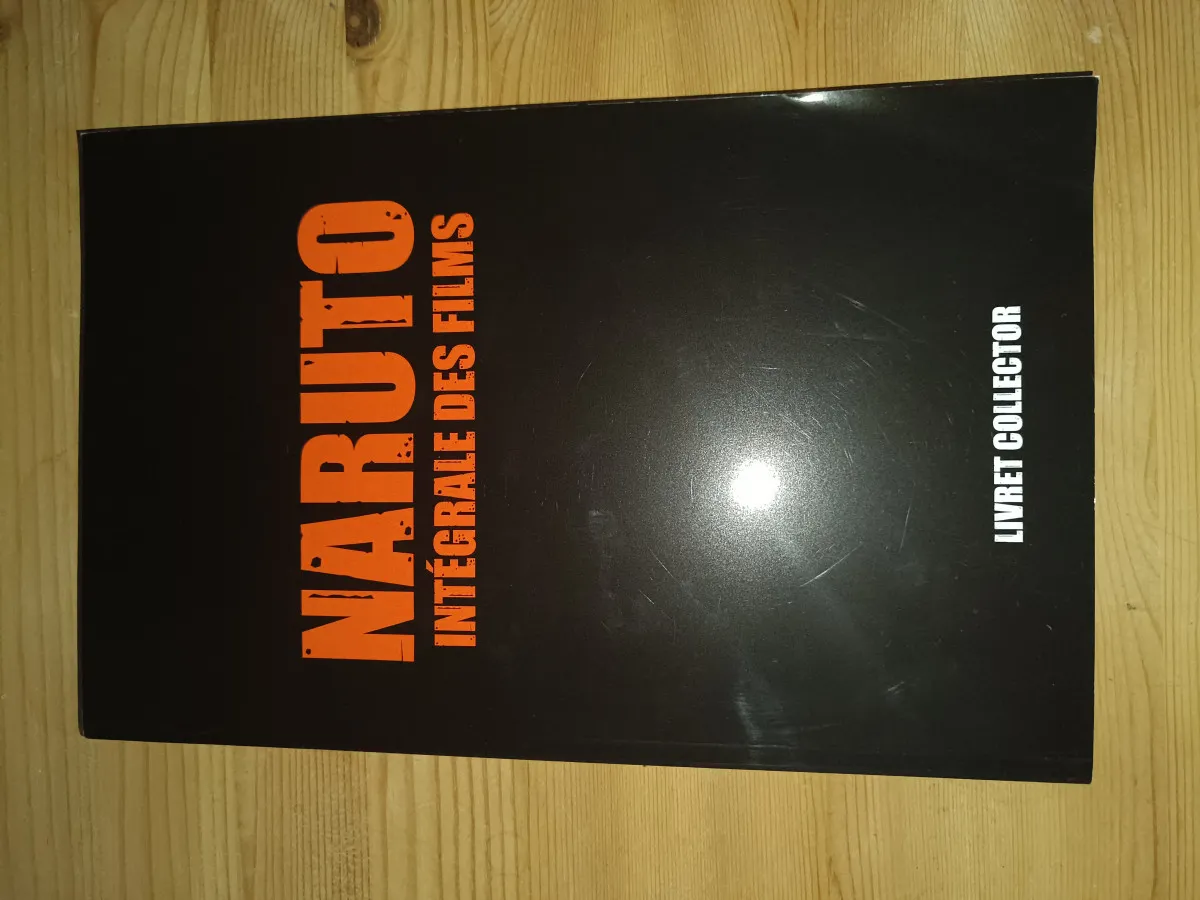 NARUTO
INTÉGRALE DES FILMS
LIVRET COLLECTOR